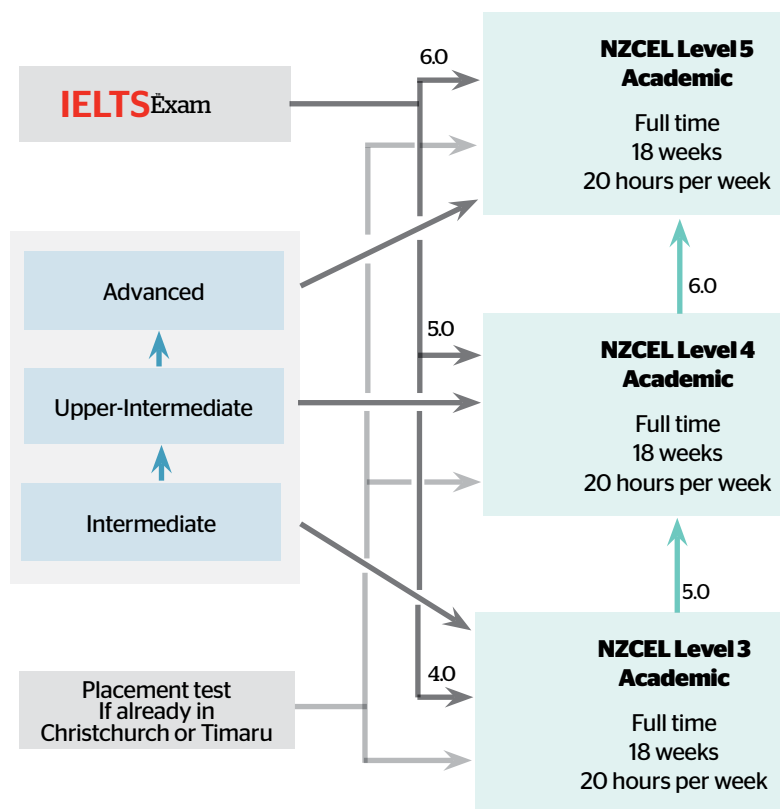 IELTS™Exam
Advanced
Upper-Intermediate
Intermediate
Placement test
If already in
Christchurch or Timaru
6.0
5.0
4.0
NZCEL Level 5
Academic
Full time
18 weeks
20 hours per week
6.0
NZCEL Level 4
Academic
Full time
18 weeks
20 hours per week
5.0
NZCEL Level 3
Academic
Full time
18 weeks
20 hours per week